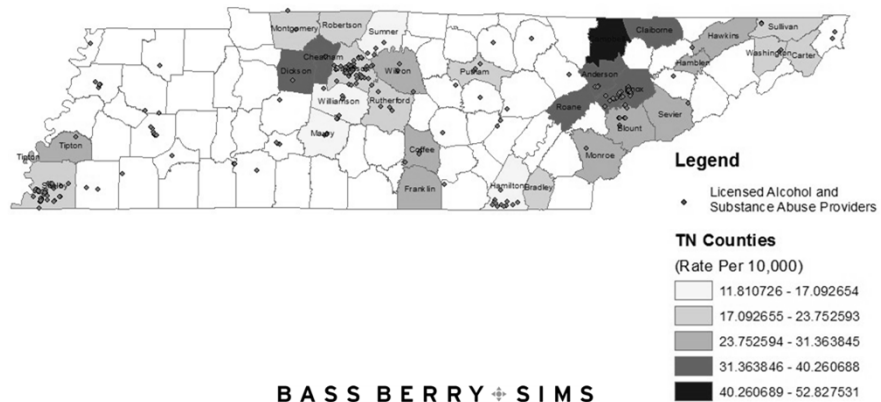 Montgomery
Robertson
Sumner
Claiborne
Hawkins
Sullivan
Washington
Carter
Hamblen
Cheatham
Dickson
Putnam
Anderson
Knox
Williamson
Rutherford
Roane
Sevier
Blount
Maury
Tipton
Tipton
Coffee
Monroe
Franklin
Hamilton
Bradley
Legend
Licensed Alcohol and
Substance Abuse Providers
TN Counties
(Rate Per 10,000)
11.810726 - 17.092654
17.092655 - 23.752593
23.752594 - 31.363845
31.363846 - 40.260688
40.260689 - 52.827531
BASS BERRY SIMS